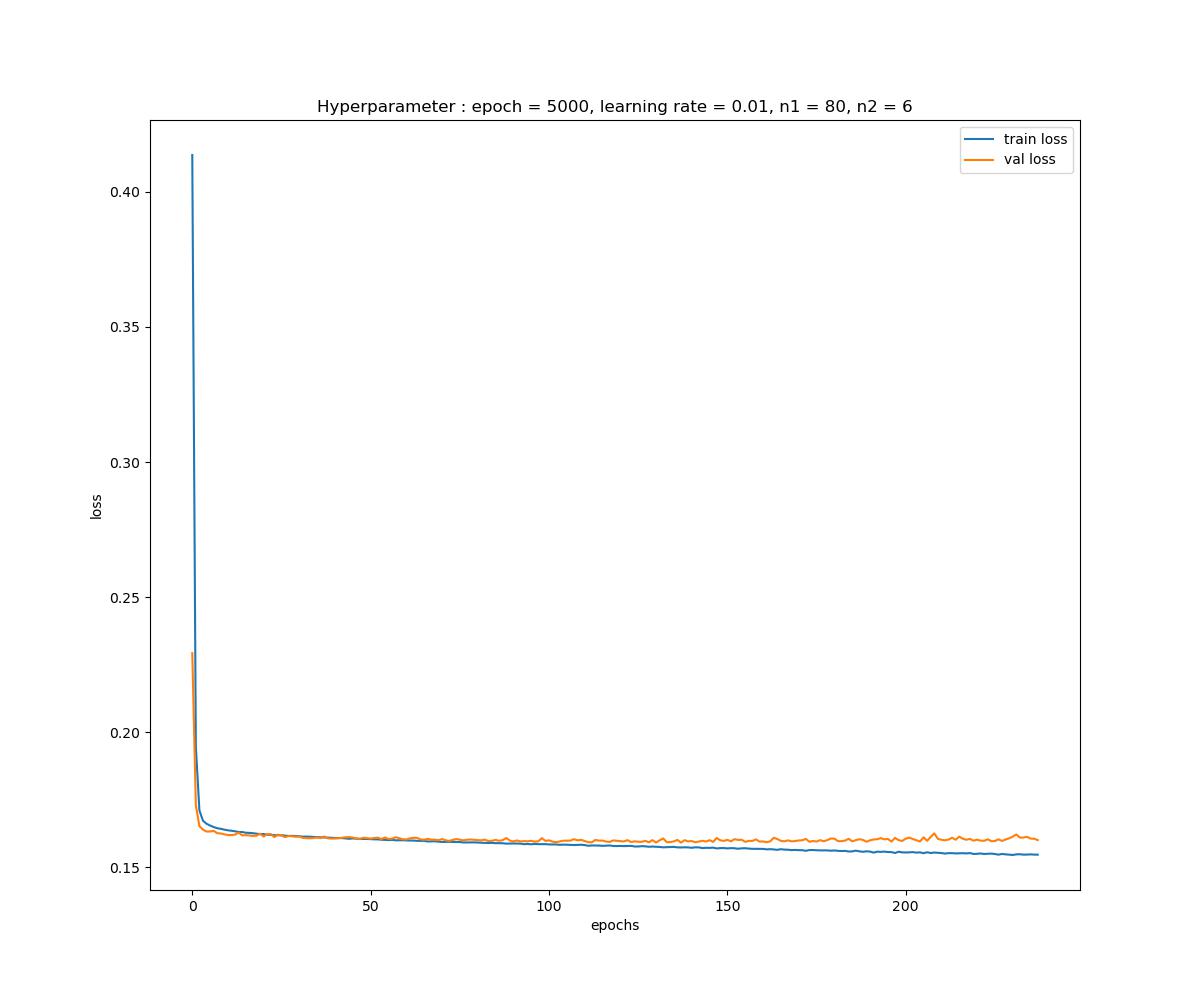 Hyperparameter : epoch = 5000, learning rate = 0.01, n1 = 80, n2 = 6
train loss
val loss
0.40
0.35
0.30
0.25
0.20
0.15
loss
0
50
100
150
200
epochs